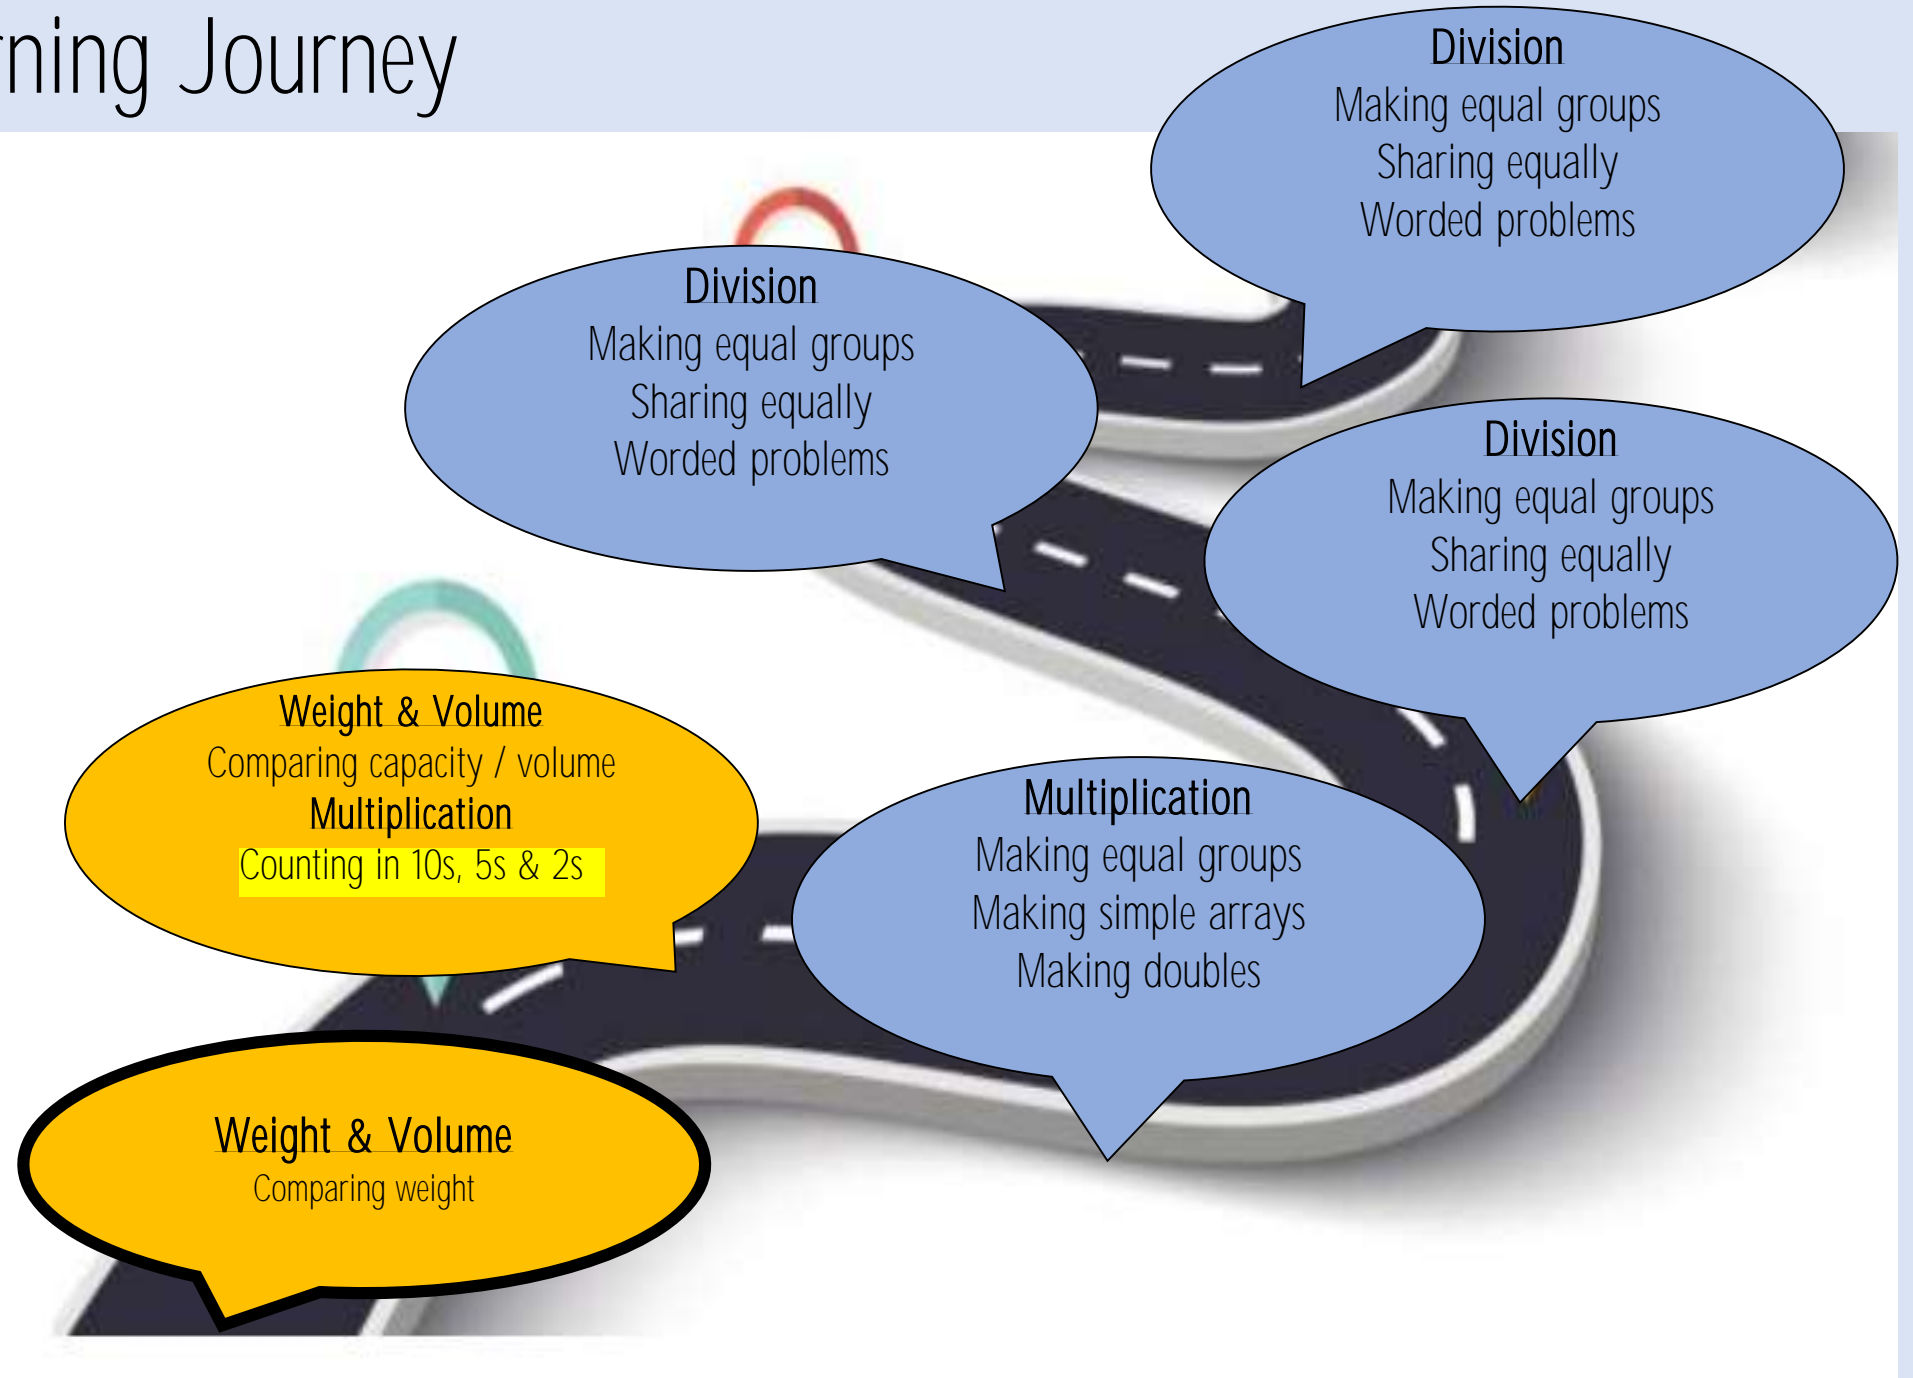 Journey
Division
Making equal groups
Sharing equally
Worded problems
Division
Making equal groups
Sharing equally
Worded problems
Division
Making equal groups
Sharing equally
Worded problems
Weight & Volume
Comparing capacity / volume
Multiplication
Counting in 10s, 5s & 2s
Multiplication
Making equal groups
Making simple arrays
Making doubles
Weight & Volume
Comparing weight